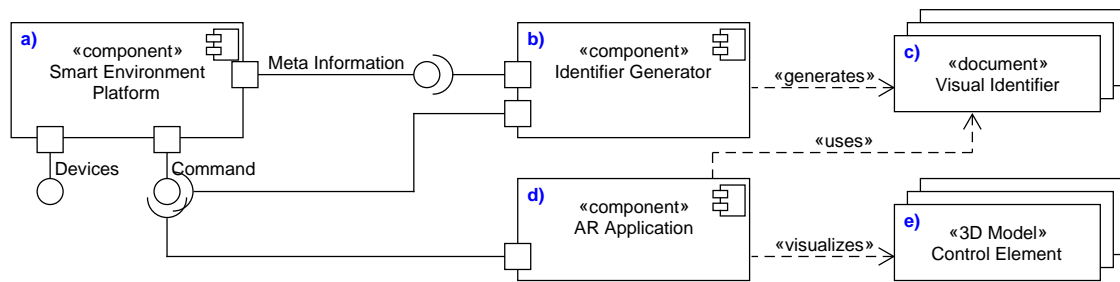 a)
«component»
Smart Environment
Platform
Meta Information
Devices
Command
b)
«component»
Identifier Generator
«generates»
c)
«document»
Visual Identifier
«uses»
d)
«component»
AR Application
«visualizes»
e)
«3D Model»
Control Element